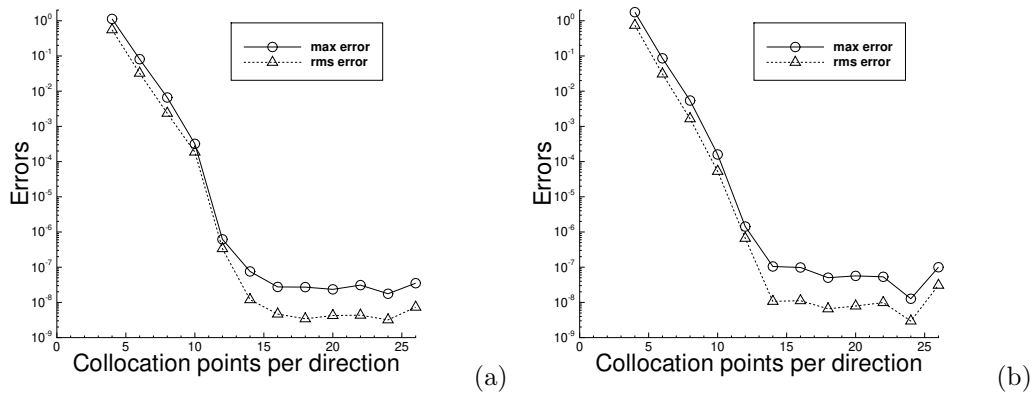 10^0
10^-1
10^-2
10^-3
10^-4
10^-5
10^-6
10^-7
10^-8
10^-9
Errors
max error
rms error
0 5 10 15 20 25
Collocation points per direction
(a)
10^0
10^-1
10^-2
10^-3
10^-4
10^-5
10^-6
10^-7
10^-8
10^-9
Errors
max error
rms error
0 5 10 15 20 25
Collocation points per direction
(b)